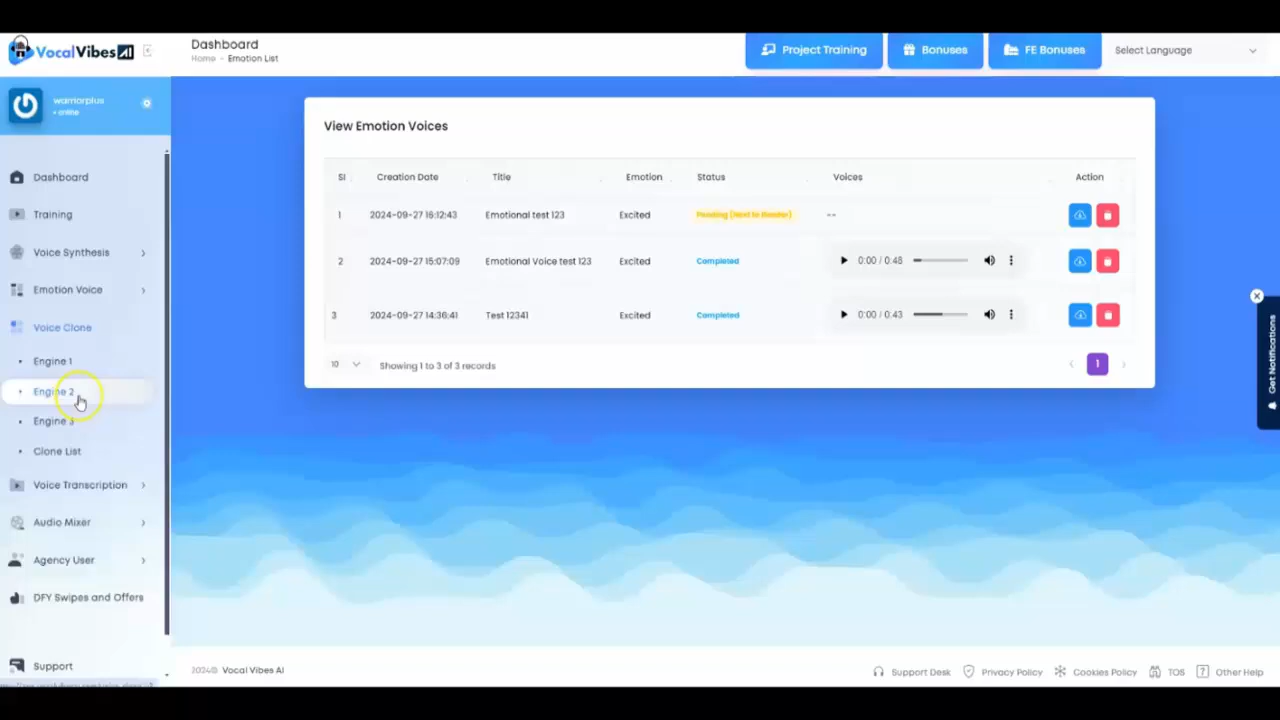 VocalVibes AI
Dashboard
Home - Emotion List
Project Training
Bonuses
FE Bonuses
Select Language
warriorplus
• online
Dashboard
Training
Voice Synthesis
Emotion Voice
Voice Clone
Engine 1
Engine 2
Engine 3
Clone List
Voice Transcription
Audio Mixer
Agency User
DFY Swipes and Offers
Support
View Emotion Voices
Sl Creation Date Title Emotion Status Voices Action
1 2024-09-27 16:12:43 Emotional test 123 Excited Pending (Next to Render) --
2 2024-09-27 15:07:09 Emotional Voice test 123 Excited Completed 0:00 / 0:48
3 2024-09-27 14:36:41 Test 12341 Excited Completed 0:00 / 0:43
10 Showing 1 to 3 of 3 records 1
Get Notifications
2024© Vocal Vibes AI
Support Desk Privacy Policy Cookies Policy TOS Other Help